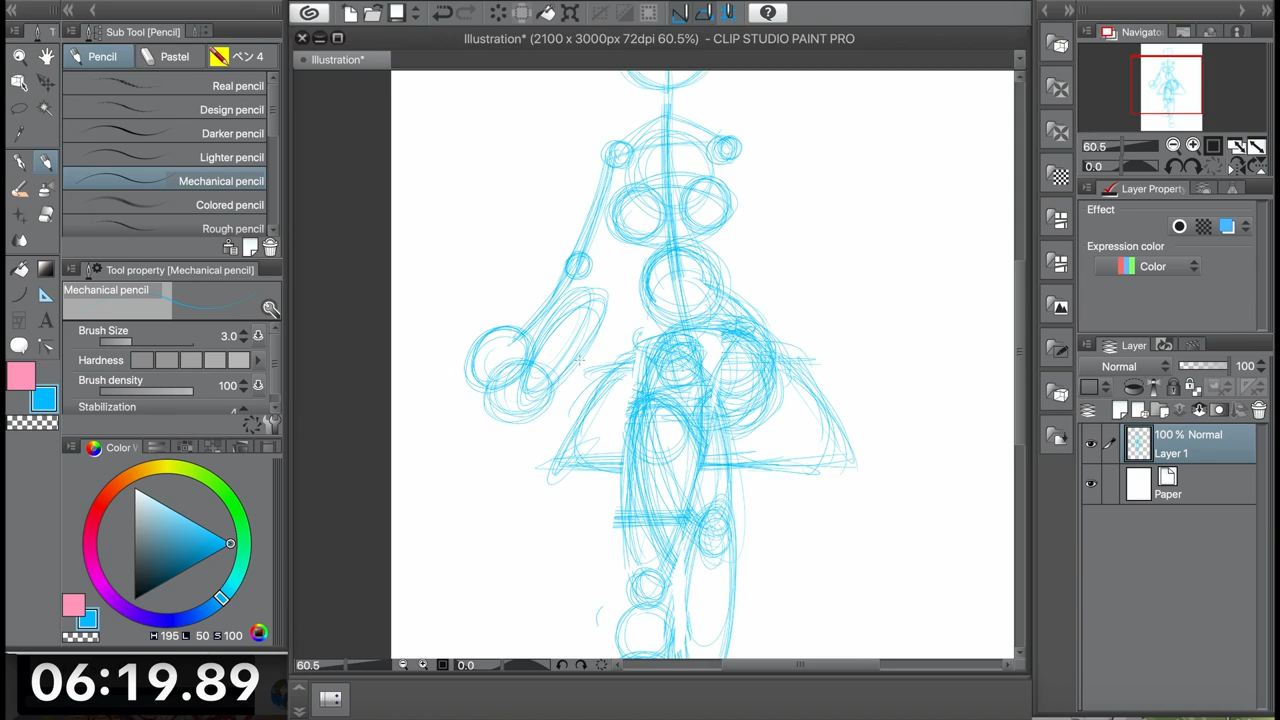 Sub Tool [Pencil]
Illustration* (2100 x 3000px 72dpi 60.5%) - CLIP STUDIO PAINT PRO
Pencil
Pastel
ペン 4
Illustration*
Real pencil
Design pencil
Darker pencil
Lighter pencil
Mechanical pencil
Colored pencil
Rough pencil
Tool property [Mechanical pencil]
Mechanical pencil
Brush Size
3.0
Hardness
Brush density
100
Stabilization
Color
H 195 L 50 S 100
06:19.89
60.5
0.0
Navigato
60.5
0.0
Layer Property
Effect
Expression color
Color
Layer
Normal
100
100 % Normal
Layer 1
Paper